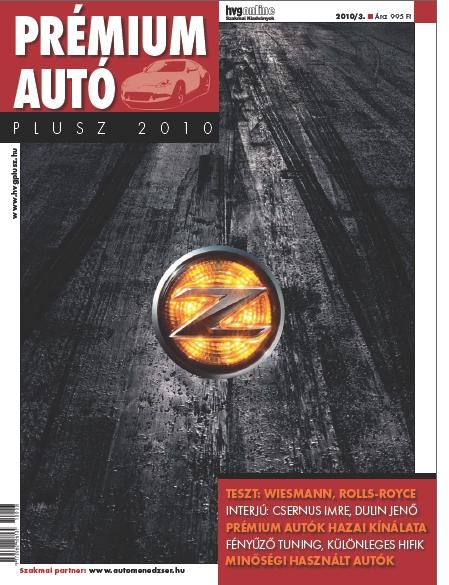 PRÉMIUM
AUTÓ
PLUSZ 2010
hvgonline
Szakmai Kiadványok
2010/3. ■ Ára: 995 Ft
www.hvgplusz.hu
Z
TESZT: WIESMANN, ROLLS-ROYCE
INTERJÚ: CSERNUS IMRE, DULIN JENŐ
PRÉMIUM AUTÓK HAZAI KÍNÁLATA
FÉNYŰZŐ TUNING, KÜLÖNLEGES HIFIK
MINŐSÉGI HASZNÁLT AUTÓK
Szakmai partner: www.automenedzser.hu